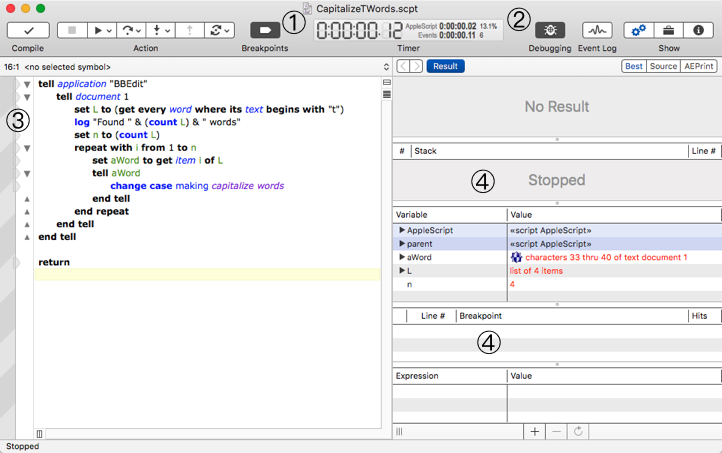 CapitalizeTWords.scpt
① ②
0:00:00.12 AppleScript 0:00:00.02 13.1%
Events 0:00:00.11 6
Compile Action Breakpoints Timer Debugging Event Log Show
16:1 <no selected symbol> Result Best Source AEPrint
③
tell application "BBEdit"
tell document 1
set L to (get every word where its text begins with "t")
log "Found " & (count L) & " words"
set n to (count L)
repeat with i from 1 to n
set aWord to get item i of L
tell aWord
change case making capitalize words
end tell
end repeat
end tell
end tell
return
No Result
# Stack Line #
④ Stopped
Variable Value
AppleScript «script AppleScript»
parent «script AppleScript»
aWord characters 33 thru 40 of text document 1
L list of 4 items
n 4
Line # Breakpoint Hits
④
Expression Value
Stopped